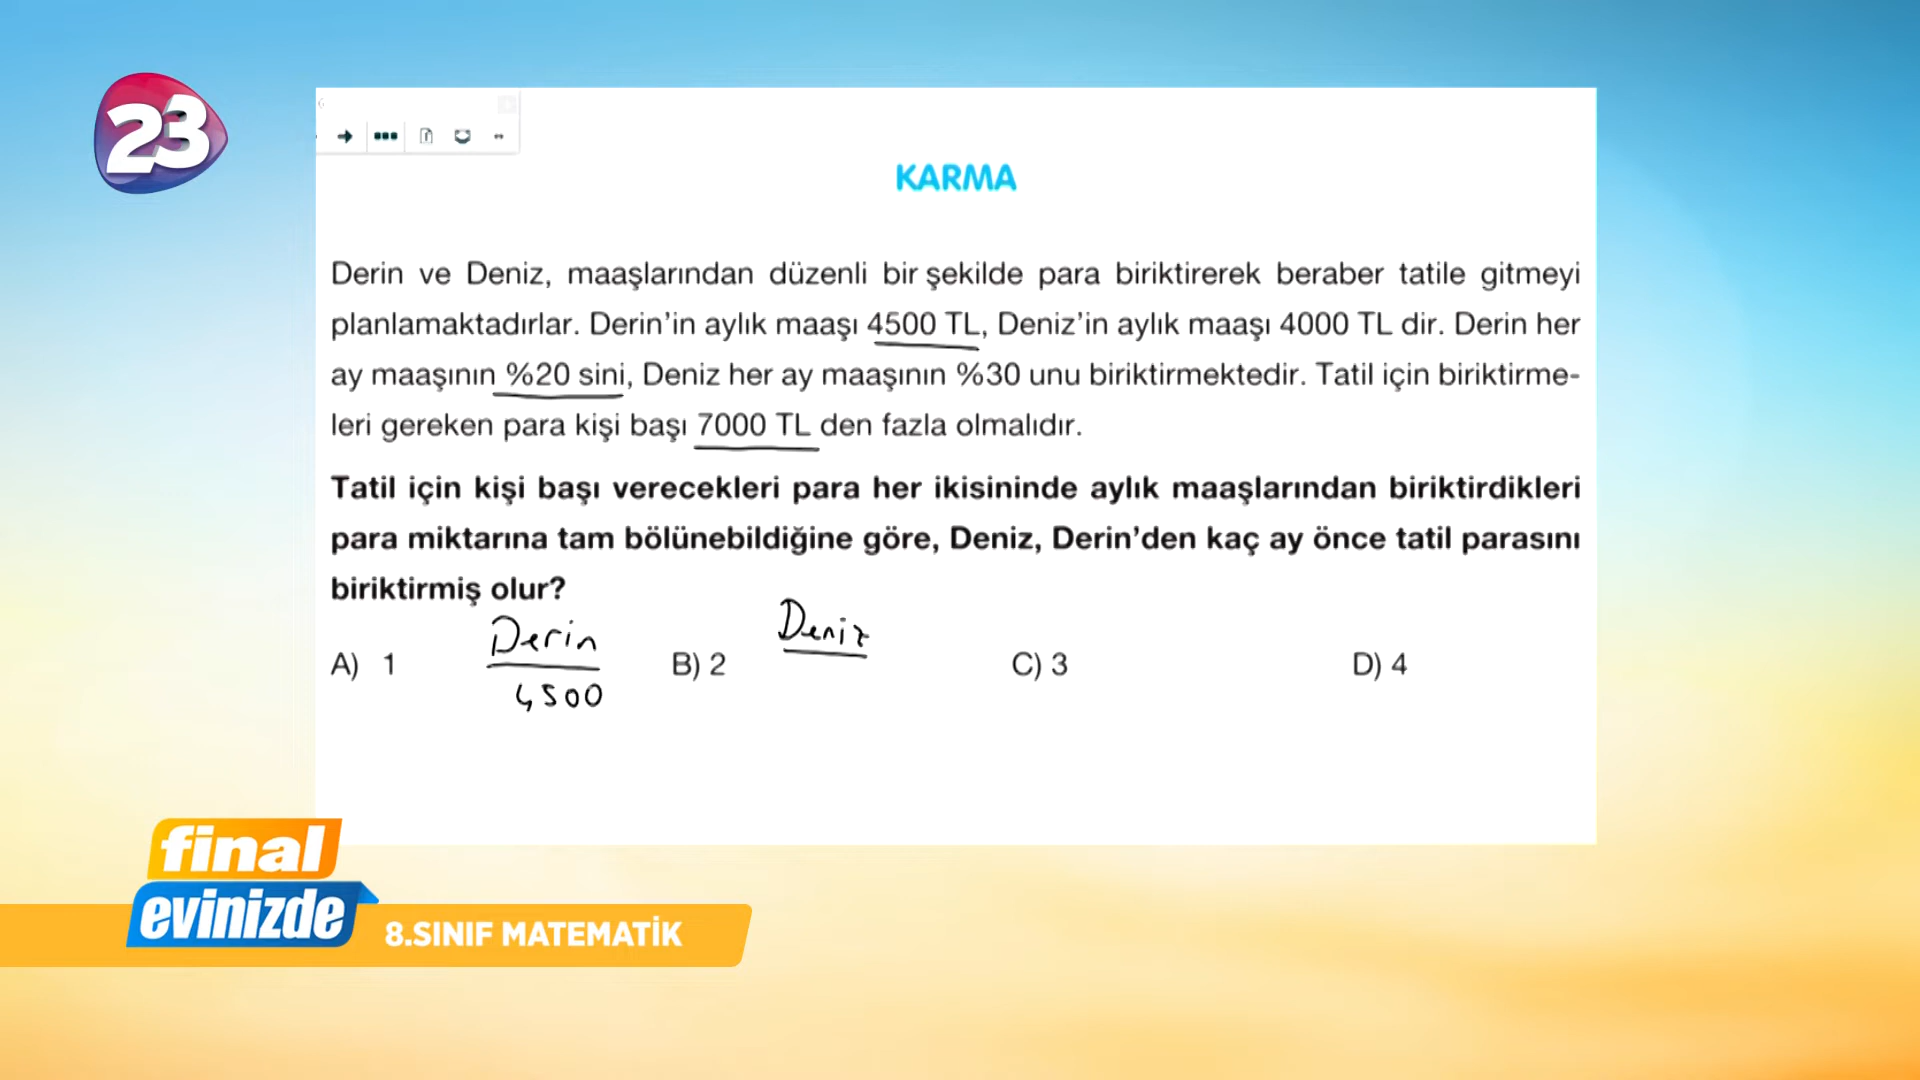 23
KARMA
Derin ve Deniz, maaşlarından düzenli bir şekilde para biriktirerek beraber tatile gitmeyi
planlamaktadırlar. Derin’in aylık maaşı 4500 TL, Deniz’in aylık maaşı 4000 TL dir. Derin her
ay maaşının %20 sini, Deniz her ay maaşının %30 unu biriktirmektedir. Tatil için biriktirme-
leri gereken para kişi başı 7000 TL den fazla olmalıdır.
Tatil için kişi başı verecekleri para her ikisininde aylık maaşlarından biriktirdikleri
para miktarına tam bölünebildiğine göre, Deniz, Derin’den kaç ay önce tatil parasını
biriktirmiş olur?
Derin Deniz
A) 1 B) 2 C) 3 D) 4
4500
final
evinizde
8.SINIF MATEMATİK